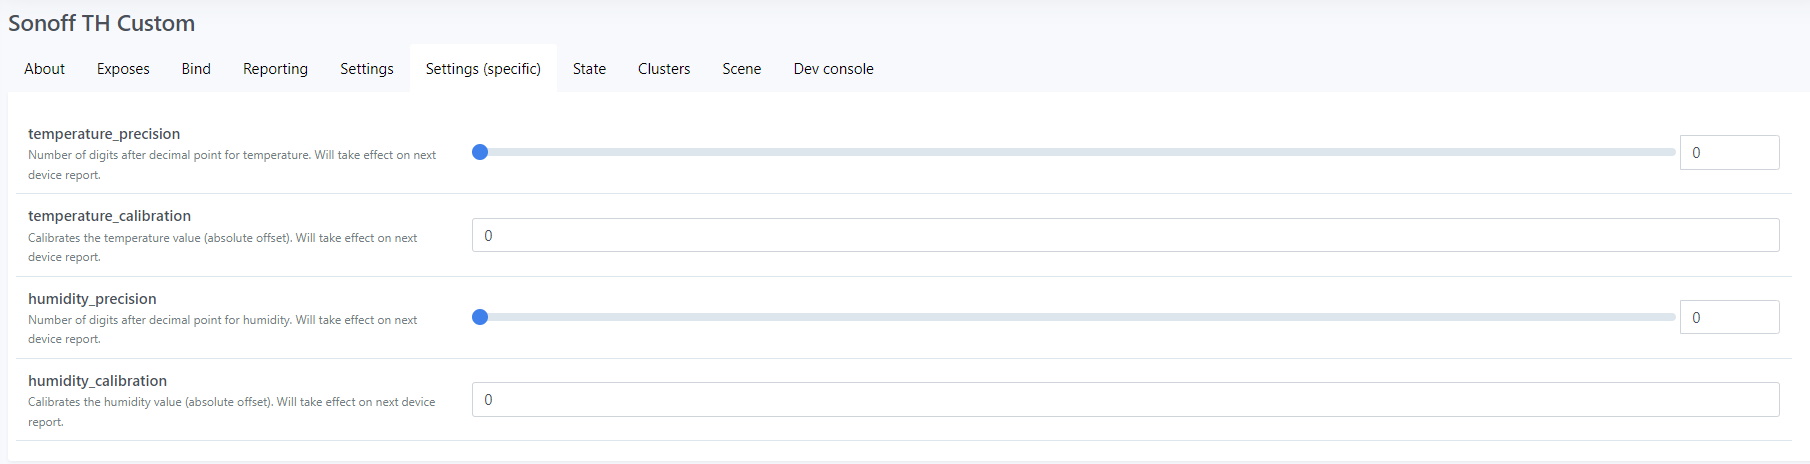 Sonoff TH Custom
About Exposes Bind Reporting Settings Settings (specific) State Clusters Scene Dev console
temperature_precision
Number of digits after decimal point for temperature. Will take effect on next
device report.
0
temperature_calibration
Calibrates the temperature value (absolute offset). Will take effect on next
device report.
0
humidity_precision
Number of digits after decimal point for humidity. Will take effect on next
device report.
0
humidity_calibration
Calibrates the humidity value (absolute offset). Will take effect on next device
report.
0